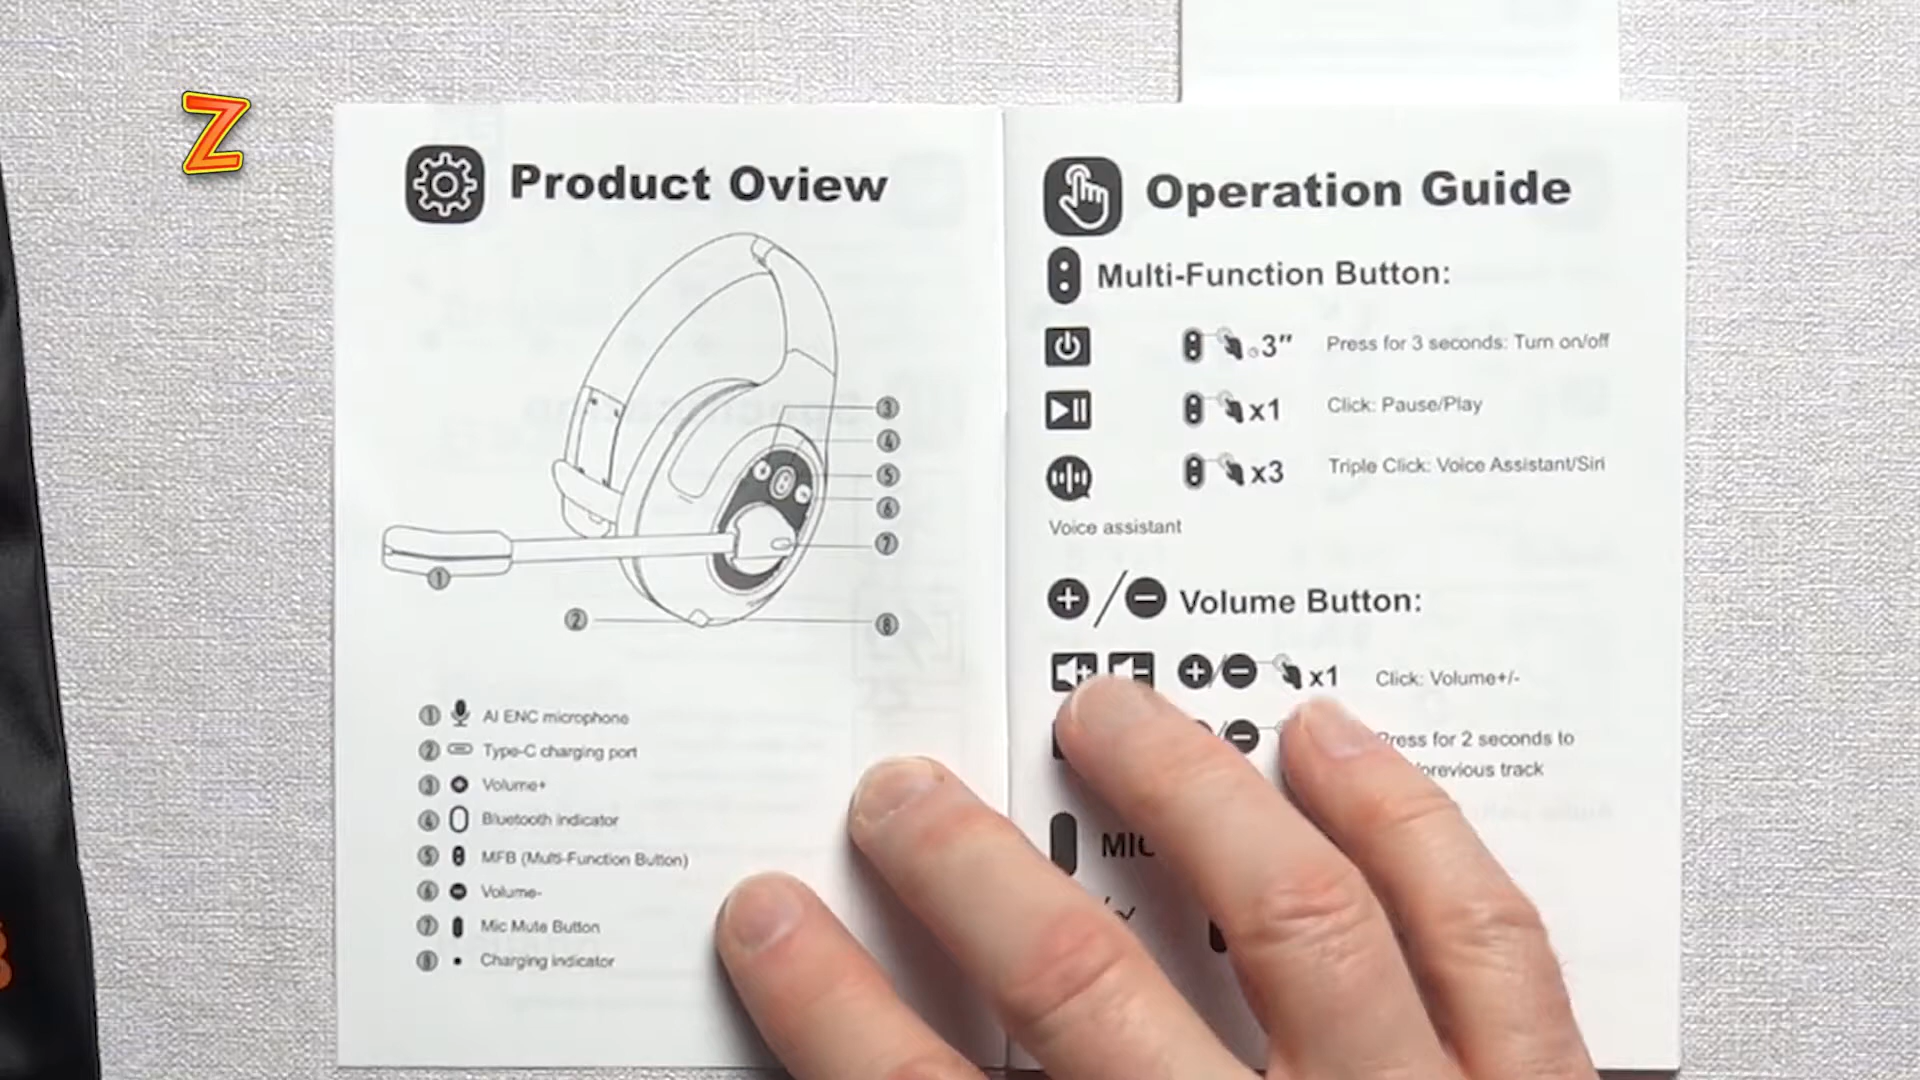 Z
Product Oview
③
④
⑤
⑥
⑦
①
②
⑧
① AI ENC microphone
② Type-C charging port
③ Volume+
④ Bluetooth indicator
⑤ MFB (Multi-Function Button)
⑥ Volume-
⑦ Mic Mute Button
⑧ Charging indicator
Operation Guide
Multi-Function Button:
3" Press for 3 seconds: Turn on/off
x1 Click: Pause/Play
x3 Triple Click: Voice Assistant/Siri
Voice assistant
+/- Volume Button:
+/- x1 Click: Volume+/-
Press for 2 seconds to
previous track
MIC